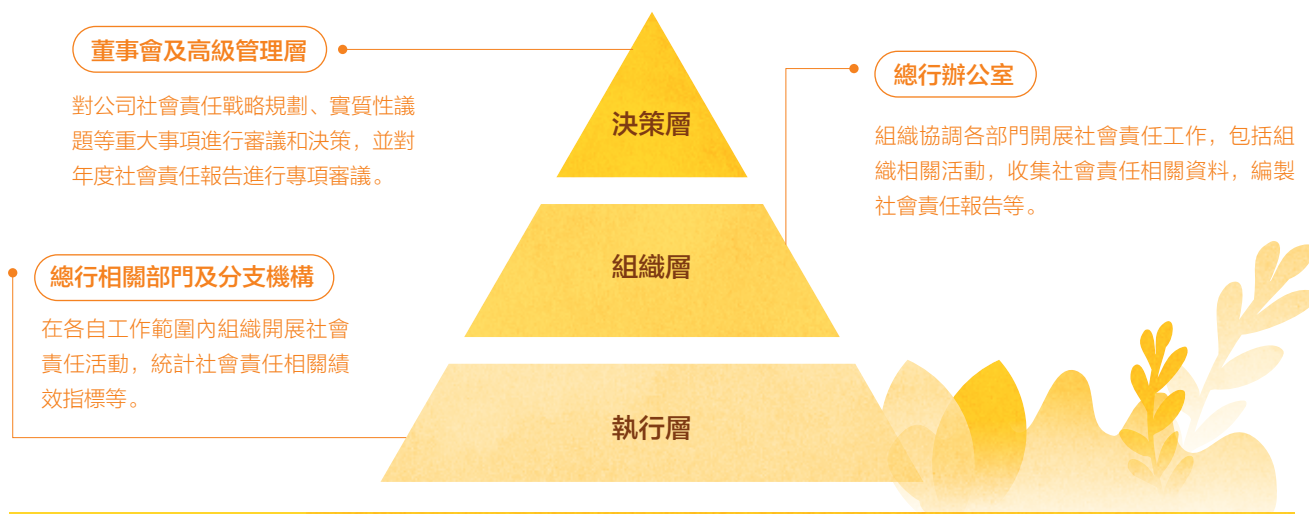 董事會及高級管理層
對公司社會責任戰略規劃、實質性議
題等重大事項進行審議和決策，並對
年度社會責任報告進行專項審議。
決策層
總行辦公室
組織協調各部門開展社會責任工作，包括組
織相關活動，收集社會責任相關資料，編製
社會責任報告等。
組織層
總行相關部門及分支機構
在各自工作範圍內組織開展社會
責任活動，統計社會責任相關績
效指標等。
執行層